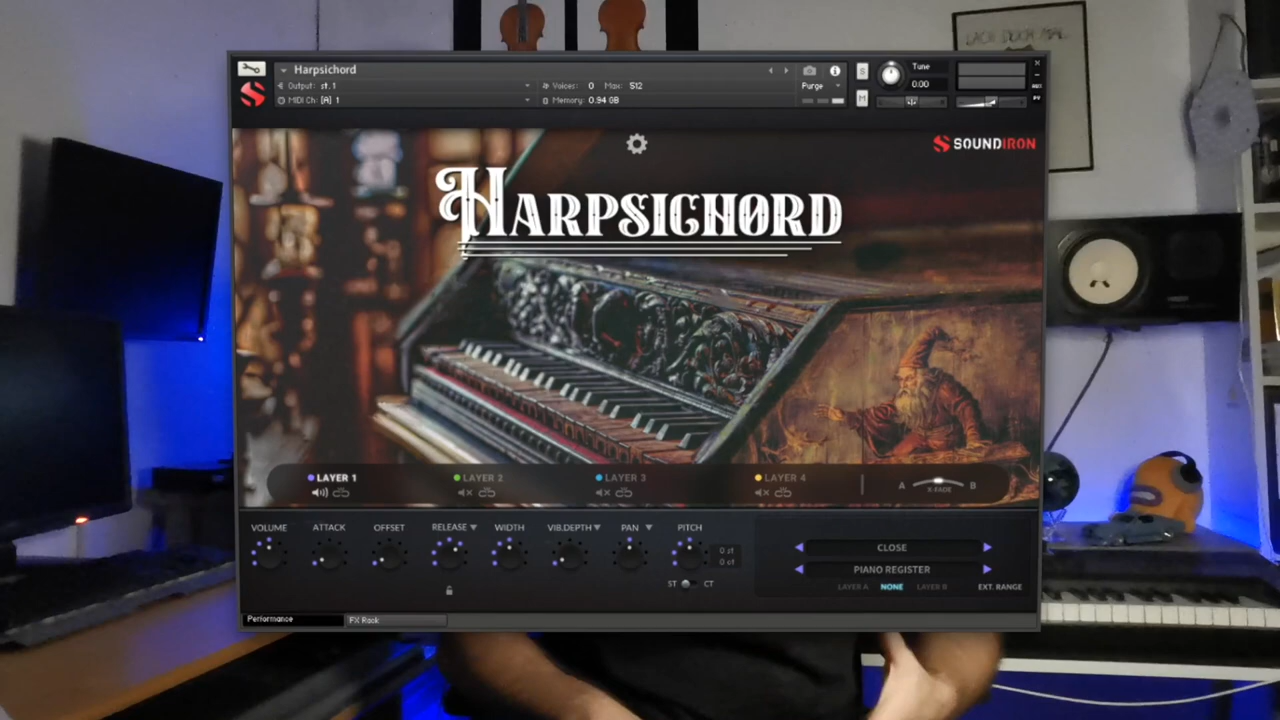 Harpsichord
Output: st.1
Voices: 0 Max: 512
Purge
MIDI Ch: [A] 1
Memory: 0.94 GB
S
M
Tune
0.00
AUX
PV
SOUNDIRON
HARPSICHORD
LAYER 1
LAYER 2
LAYER 3
LAYER 4
A X-FADE B
VOLUME ATTACK OFFSET RELEASE WIDTH VIB.DEPTH PAN PITCH
0 st
0 ct
ST CT
CLOSE
PIANO REGISTER
LAYER A NONE LAYER B EXT. RANGE
Performance FX Rack